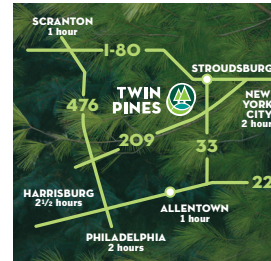 SCRANTON
1 hour
I-80
STROUDSBURG
476
TWIN
PINES
NEW
YORK
CITY
2 hour
209
33
HARRISBURG
2½ hours
22
ALLENTOWN
1 hour
PHILADELPHIA
2 hours